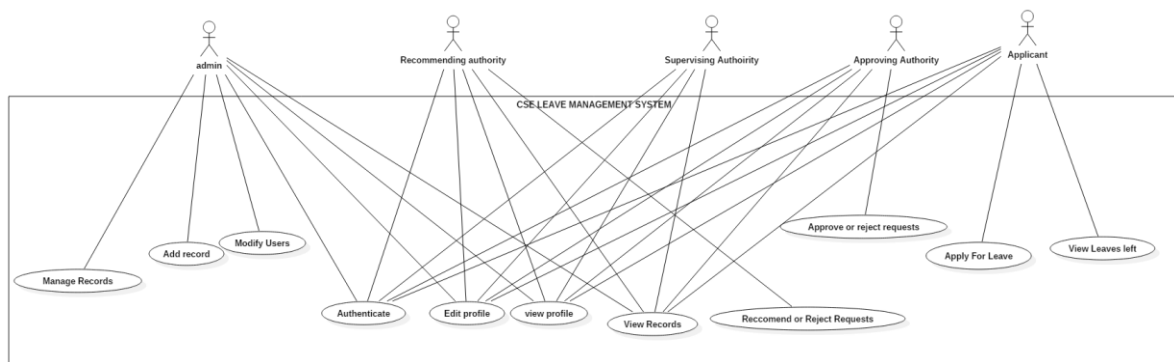 admin
Recommending authority
Supervising Authoirity
Approving Authority
Applicant
CSE LEAVE MANAGEMENT SYSTEM
Manage Records
Add record
Modify Users
Authenticate
Edit profile
view profile
View Records
Reccomend or Reject Requests
Approve or reject requests
Apply For Leave
View Leaves left